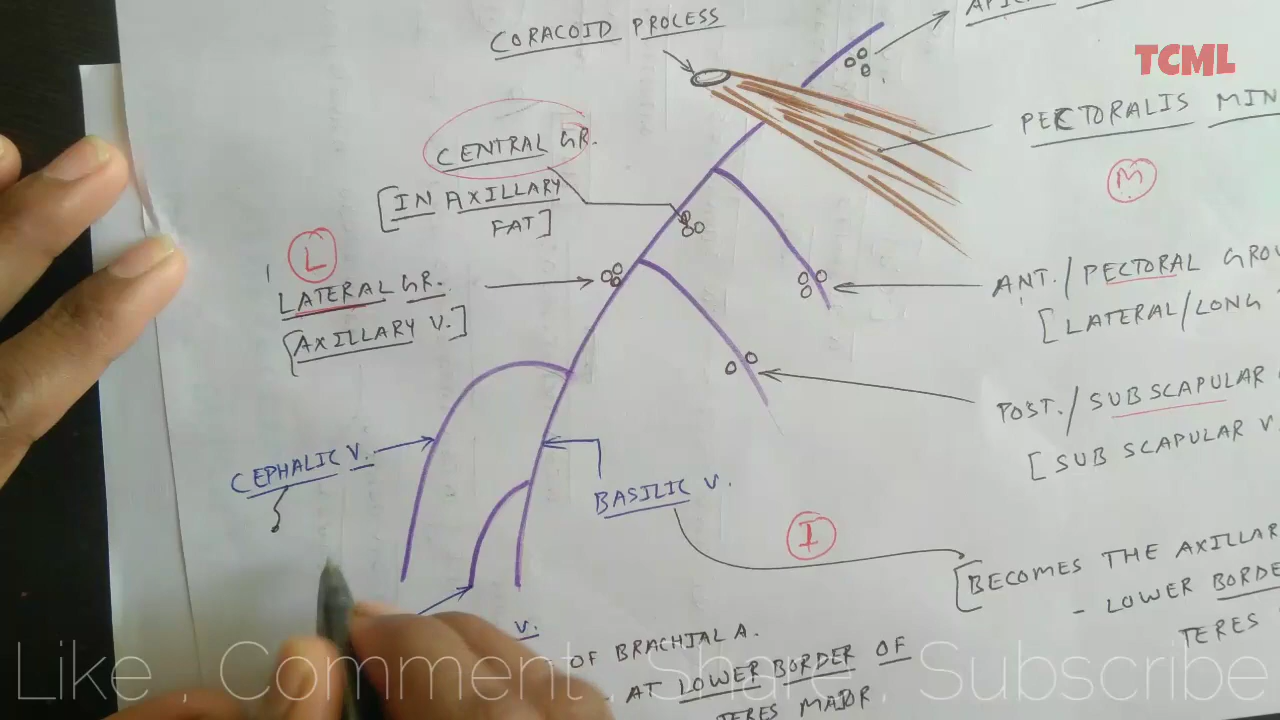 CORACOID PROCESS
TCML
PECTORALIS MIN
M
CENTRAL GR.
[IN AXILLARY
FAT]
L
LATERAL GR.
[AXILLARY V.]
ANT./PECTORAL GROU
[LATERAL/LONG
POST./SUBSCAPULAR
[SUB SCAPULAR V.
CEPHALIC V.
BASILIC V.
I
[BECOMES THE AXILLAR
- LOWER BORDE
TERES
V.
OF BRACHIAL A.
AT LOWER BORDER OF
TERES MAJOR
Like , Comment , Share , Subscribe